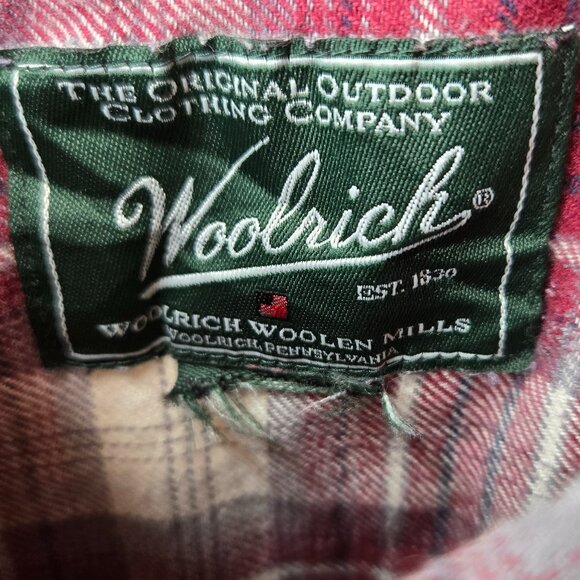 THE ORIGINAL OUTDOOR
CLOTHING COMPANY
Woolrich®
EST. 1830
WOOLRICH WOOLEN MILLS
WOOLRICH, PENNSYLVANIA